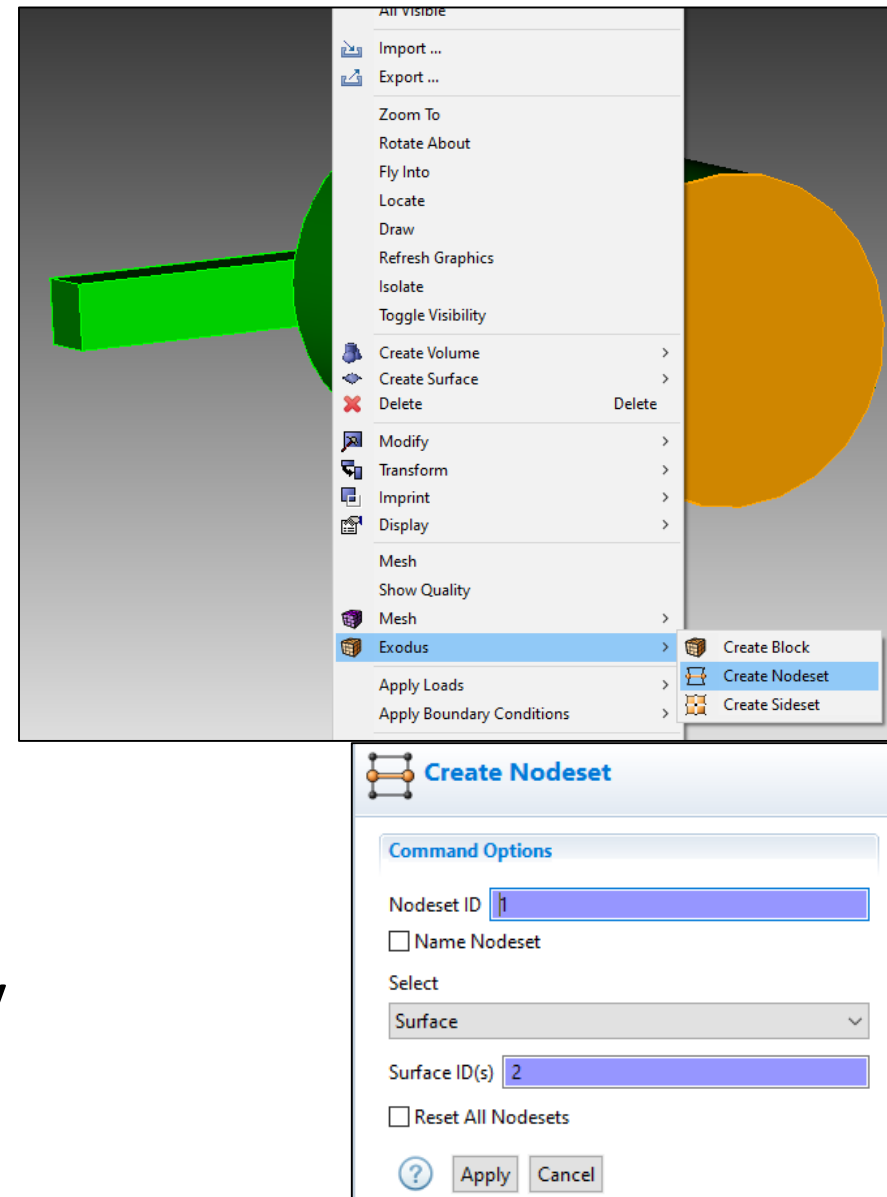 All Visible
Import ...
Export ...
Zoom To
Rotate About
Fly Into
Locate
Draw
Refresh Graphics
Isolate
Toggle Visibility
Create Volume >
Create Surface >
Delete Delete
Modify >
Transform >
Imprint >
Display >
Mesh
Show Quality
Mesh >
Exodus >
Create Block
Create Nodeset
Create Sideset
Apply Loads >
Apply Boundary Conditions >
Create Nodeset
Command Options
Nodeset ID 1
Name Nodeset
Select
Surface
Surface ID(s) 2
Reset All Nodesets
? Apply Cancel